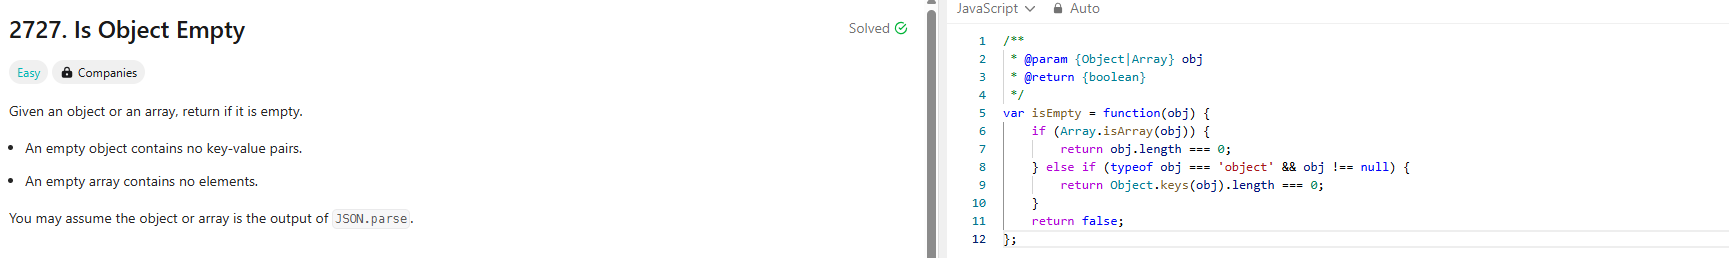 2727. Is Object Empty
Solved
Easy
Companies
Given an object or an array, return if it is empty.
• An empty object contains no key-value pairs.
• An empty array contains no elements.
You may assume the object or array is the output of JSON.parse.
JavaScript
Auto
1 /**
2  * @param {Object|Array} obj
3  * @return {boolean}
4  */
5 var isEmpty = function(obj) {
6     if (Array.isArray(obj)) {
7         return obj.length === 0;
8     } else if (typeof obj === 'object' && obj !== null) {
9         return Object.keys(obj).length === 0;
10     }
11     return false;
12 };